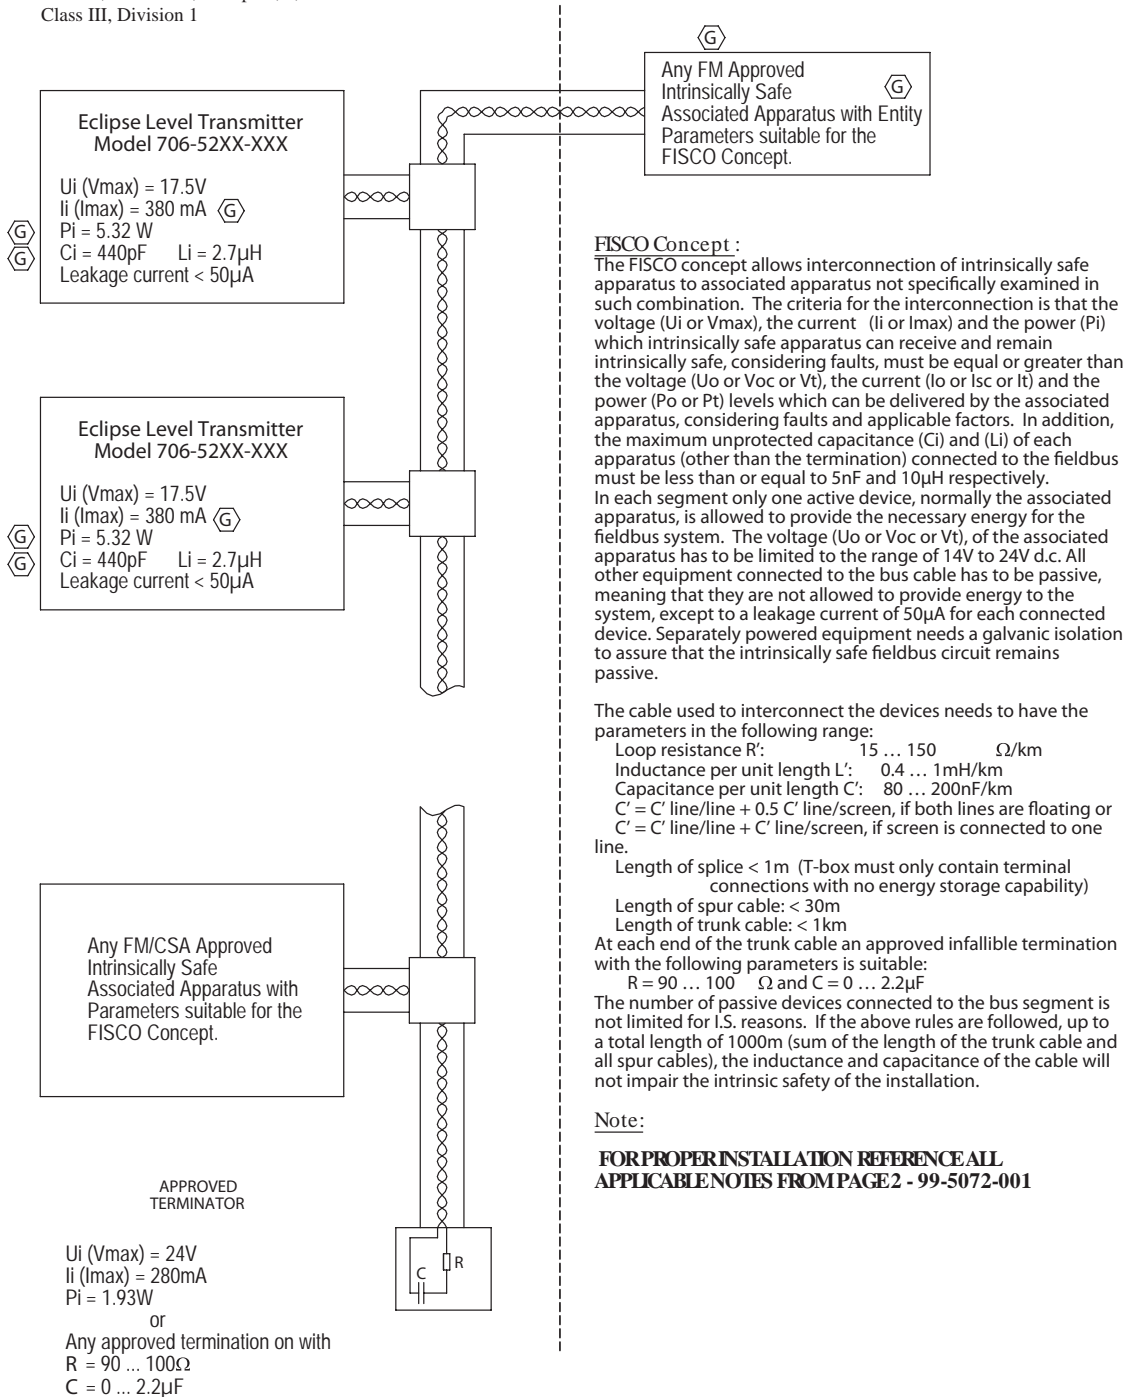 Class III, Division 1
G
Any FM Approved
Intrinsically Safe
G
Associated Apparatus with Entity
Parameters suitable for the
FISCO Concept.
Eclipse Level Transmitter
Model 706-52XX-XXX
Ui (Vmax) = 17.5V
Ii (Imax) = 380 mA G
G Pi = 5.32 W
G Ci = 440pF Li = 2.7µH
Leakage current < 50µA
Eclipse Level Transmitter
Model 706-52XX-XXX
Ui (Vmax) = 17.5V
Ii (Imax) = 380 mA G
G Pi = 5.32 W
G Ci = 440pF Li = 2.7µH
Leakage current < 50µA
Any FM/CSA Approved
Intrinsically Safe
Associated Apparatus with
Parameters suitable for the
FISCO Concept.
APPROVED
TERMINATOR
Ui (Vmax) = 24V
Ii (Imax) = 280mA
Pi = 1.93W
or
Any approved termination on with
R = 90 ... 100Ω
C = 0 ... 2.2µF
C
R
FISCO Concept :
The FISCO concept allows interconnection of intrinsically safe
apparatus to associated apparatus not specifically examined in
such combination. The criteria for the interconnection is that the
voltage (Ui or Vmax), the current (Ii or Imax) and the power (Pi)
which intrinsically safe apparatus can receive and remain
intrinsically safe, considering faults, must be equal or greater than
the voltage (Uo or Voc or Vt), the current (Io or Isc or It) and the
power (Po or Pt) levels which can be delivered by the associated
apparatus, considering faults and applicable factors. In addition,
the maximum unprotected capacitance (Ci) and (Li) of each
apparatus (other than the termination) connected to the fieldbus
must be less than or equal to 5nF and 10µH respectively.
In each segment only one active device, normally the associated
apparatus, is allowed to provide the necessary energy for the
fieldbus system. The voltage (Uo or Voc or Vt), of the associated
apparatus has to be limited to the range of 14V to 24V d.c. All
other equipment connected to the bus cable has to be passive,
meaning that they are not allowed to provide energy to the
system, except to a leakage current of 50µA for each connected
device. Separately powered equipment needs a galvanic isolation
to assure that the intrinsically safe fieldbus circuit remains
passive.
The cable used to interconnect the devices needs to have the
parameters in the following range:
Loop resistance R': 15 … 150 Ω/km
Inductance per unit length L': 0.4 … 1mH/km
Capacitance per unit length C': 80 … 200nF/km
C' = C' line/line + 0.5 C' line/screen, if both lines are floating or
C' = C' line/line + C' line/screen, if screen is connected to one
line.
Length of splice < 1m (T-box must only contain terminal
connections with no energy storage capability)
Length of spur cable: < 30m
Length of trunk cable: < 1km
At each end of the trunk cable an approved infallible termination
with the following parameters is suitable:
R = 90 … 100 Ω and C = 0 … 2.2µF
The number of passive devices connected to the bus segment is
not limited for I.S. reasons. If the above rules are followed, up to
a total length of 1000m (sum of the length of the trunk cable and
all spur cables), the inductance and capacitance of the cable will
not impair the intrinsic safety of the installation.
Note:
FOR PROPER INSTALLATION REFERENCE ALL
APPLICABLE NOTES FROM PAGE 2 - 99-5072-001